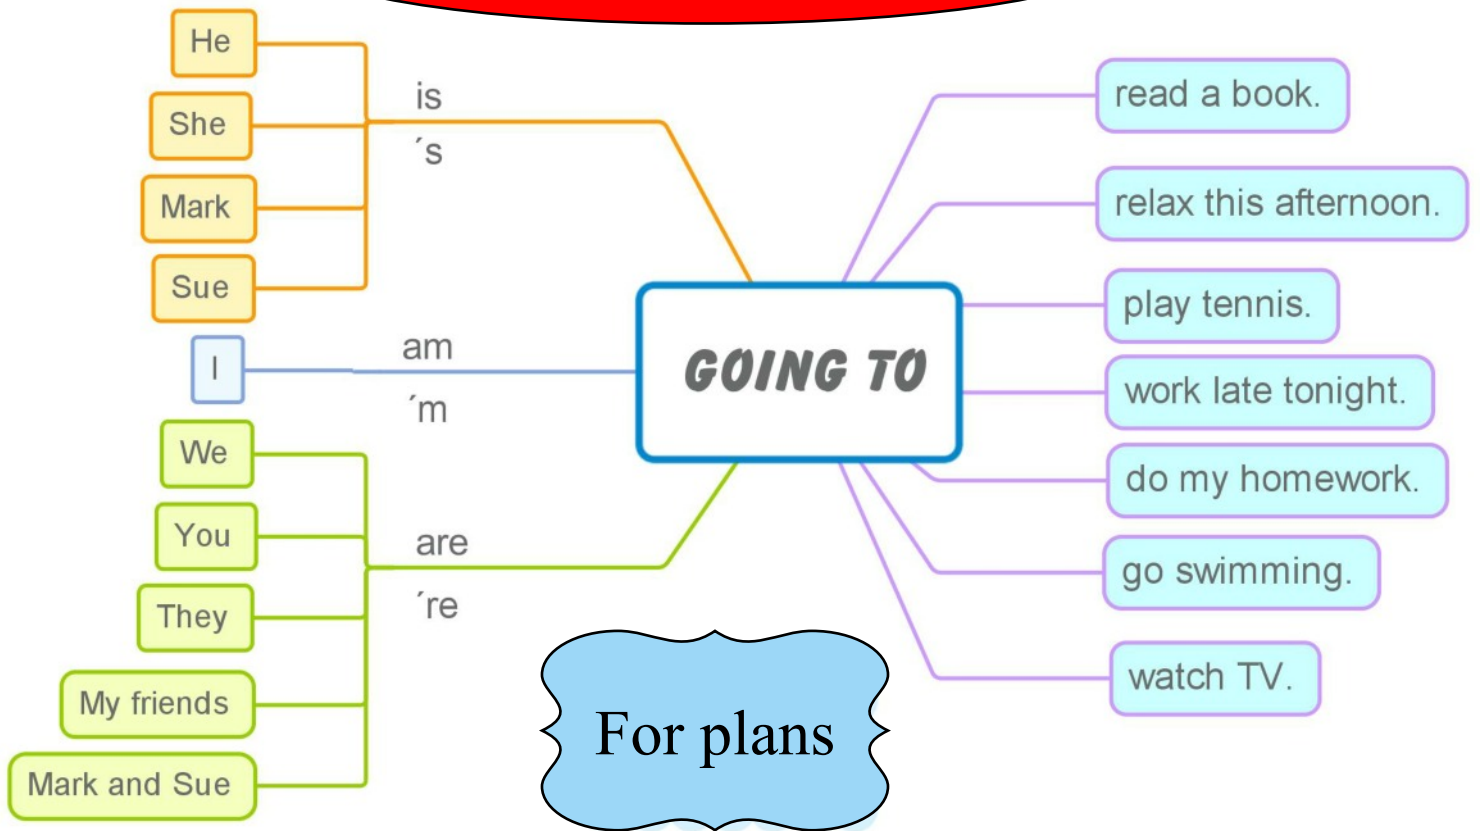 He
She
Mark
Sue
is
´s
I
am
´m
We
You
They
My friends
Mark and Sue
are
´re
GOING TO
read a book.
relax this afternoon.
play tennis.
work late tonight.
do my homework.
go swimming.
watch TV.
For plans